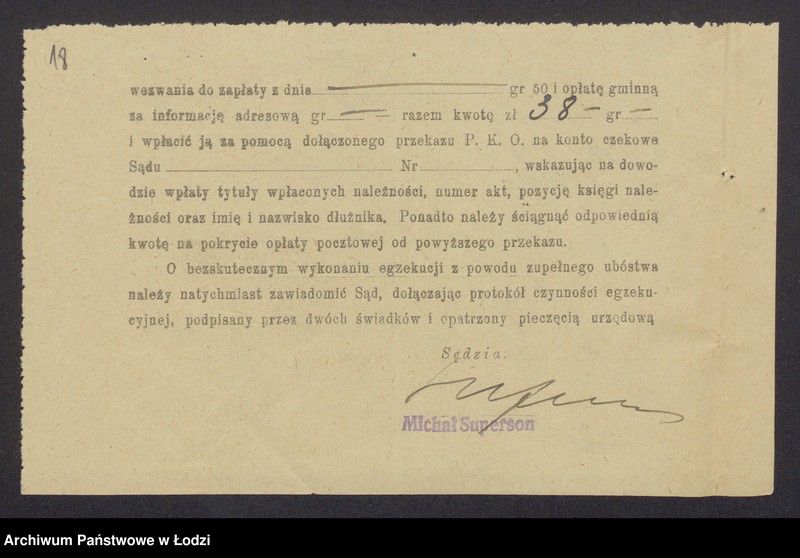 18
wezwania do zapłaty z dnia — gr 50 i opłatę gminną
za informację adresową gr — — razem kwotę zł 38 — gr —
i wpłacić ją za pomocą dołączonego przekazu P. K. O. na konto czekowe
Sądu Nr , wskazując na dowo-
dzie wpłaty tytuły wpłaconych należności, numer akt, pozycję księgi nale-
żności oraz imię i nazwisko dłużnika. Ponadto należy ściągnąć odpowiednią
kwotę na pokrycie opłaty pocztowej od powyższego przekazu.
O bezskutecznym wykonaniu egzekucji z powodu zupełnego ubóstwa
należy natychmiast zawiadomić Sąd, dołączając protokół czynności egzeku-
cyjnej, podpisany przez dwóch świadków i opatrzony pieczęcią urzędową
Sędzia:
Michał Superson
Archiwum Państwowe w Łodzi